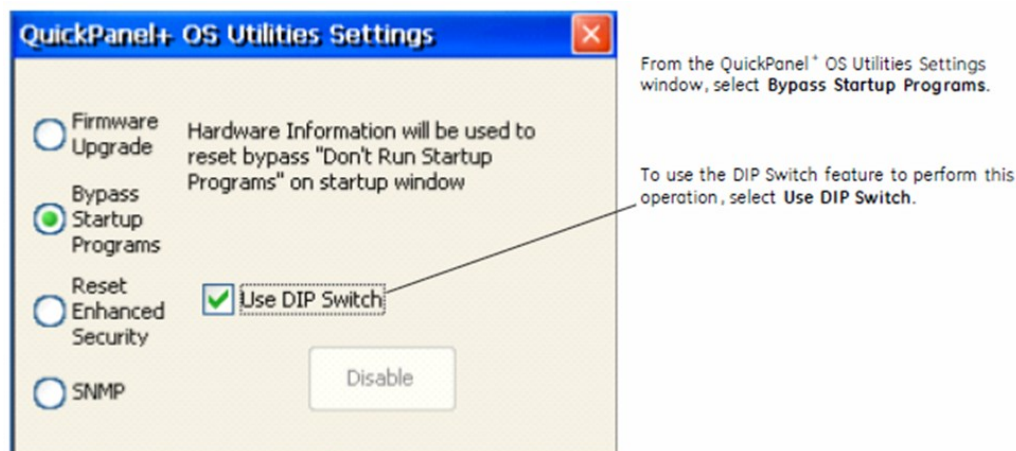 QuickPanel+ OS Utilities Settings
Firmware
Upgrade
Hardware Information will be used to
reset bypass "Don't Run Startup
Programs" on startup window
Bypass
Startup
Programs
Reset
Enhanced
Security
Use DIP Switch
SNMP
Disable
From the QuickPanel+ OS Utilities Settings
window, select Bypass Startup Programs.
To use the DIP Switch feature to perform this
operation, select Use DIP Switch.